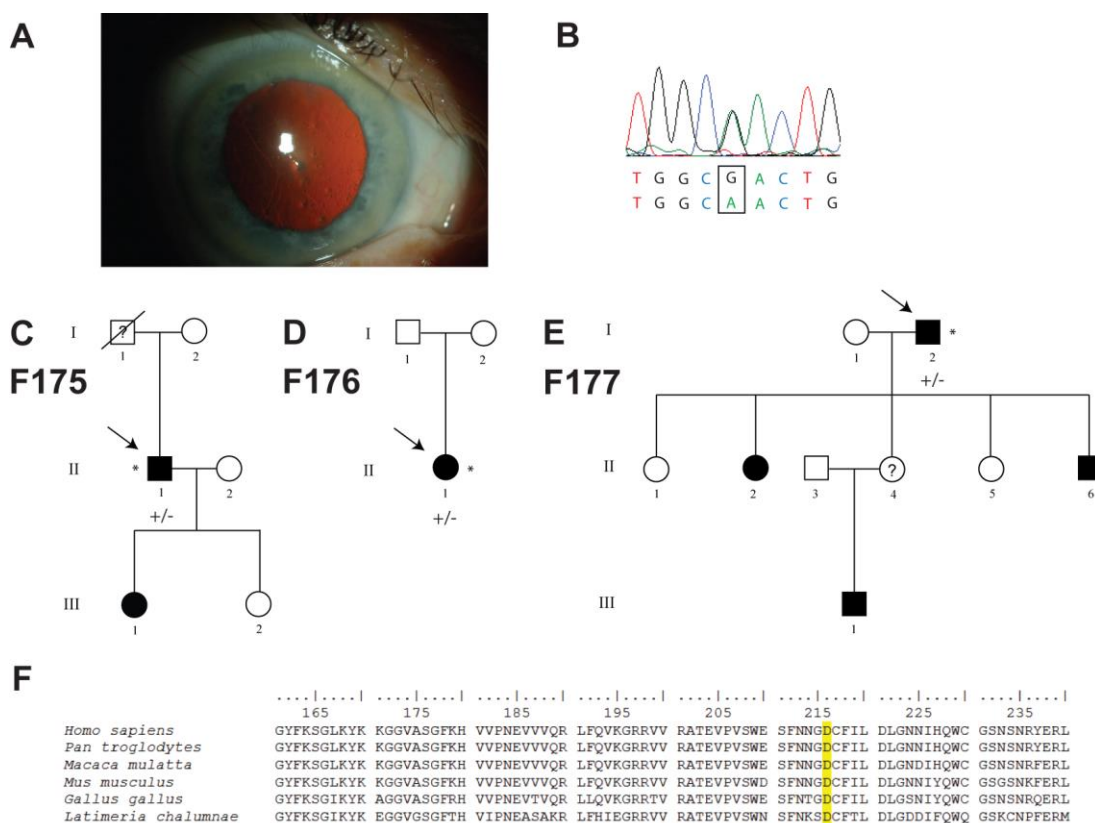 A
B
T G G C G A C T G
T G G C A A C T G
C
F175
I
?
1
2
II
*
1
2
+/-
III
1
2
D
F176
I
1
2
II
*
1
+/-
E
F177
I
1
2
*
+/-
II
1
2
3
?
4
5
6
III
1
F
....|....| ....|....| ....|....| ....|....| ....|....| ....|....| ....|....| ....|....|
165 175 185 195 205 215 225 235
Homo sapiens GYFKSGLKYK KGGVASGFKH VVPNEVVVQR LFQVKGRRVV RATEVPVSWE SFNNGDCFIL DLGNNIHQWC GSNSNRYERL
Pan troglodytes GYFKSGLKYK KGGVASGFKH VVPNEVVVQR LFQVKGRRVV RATEVPVSWE SFNNGDCFIL DLGNNIHQWC GSNSNRYERL
Macaca mulatta GYFKSGLKYK KGGVASGFKH VVPNEVVVQR LFQVKGRRVV RATEVPVSWE SFNNGDCFIL DLGNDIHQWC GSNSNRYERL
Mus musculus GYFKSGLKYK KGGVASGFKH VVPNEVVVQR LFQVKGRRVV RATEVPVSWD SFNNGDCFIL DLGNNIYQWC GSGSNKFERL
Gallus gallus GYFKSGIKYK AGGVASGFRH VVPNEVTVQR LLQVKGRRTV RATEVPVSWE SFNTGDCFIL DLGSNIYQWC GSNSNRQERL
Latimeria chalumnae GYFKSGIKYK EGGVGSGFTH VIPNEASAKR LFHIEGRRVV RATEVPVSWE SFNKSDCFTL DLGDDIFQWQ GSKCNPFERM